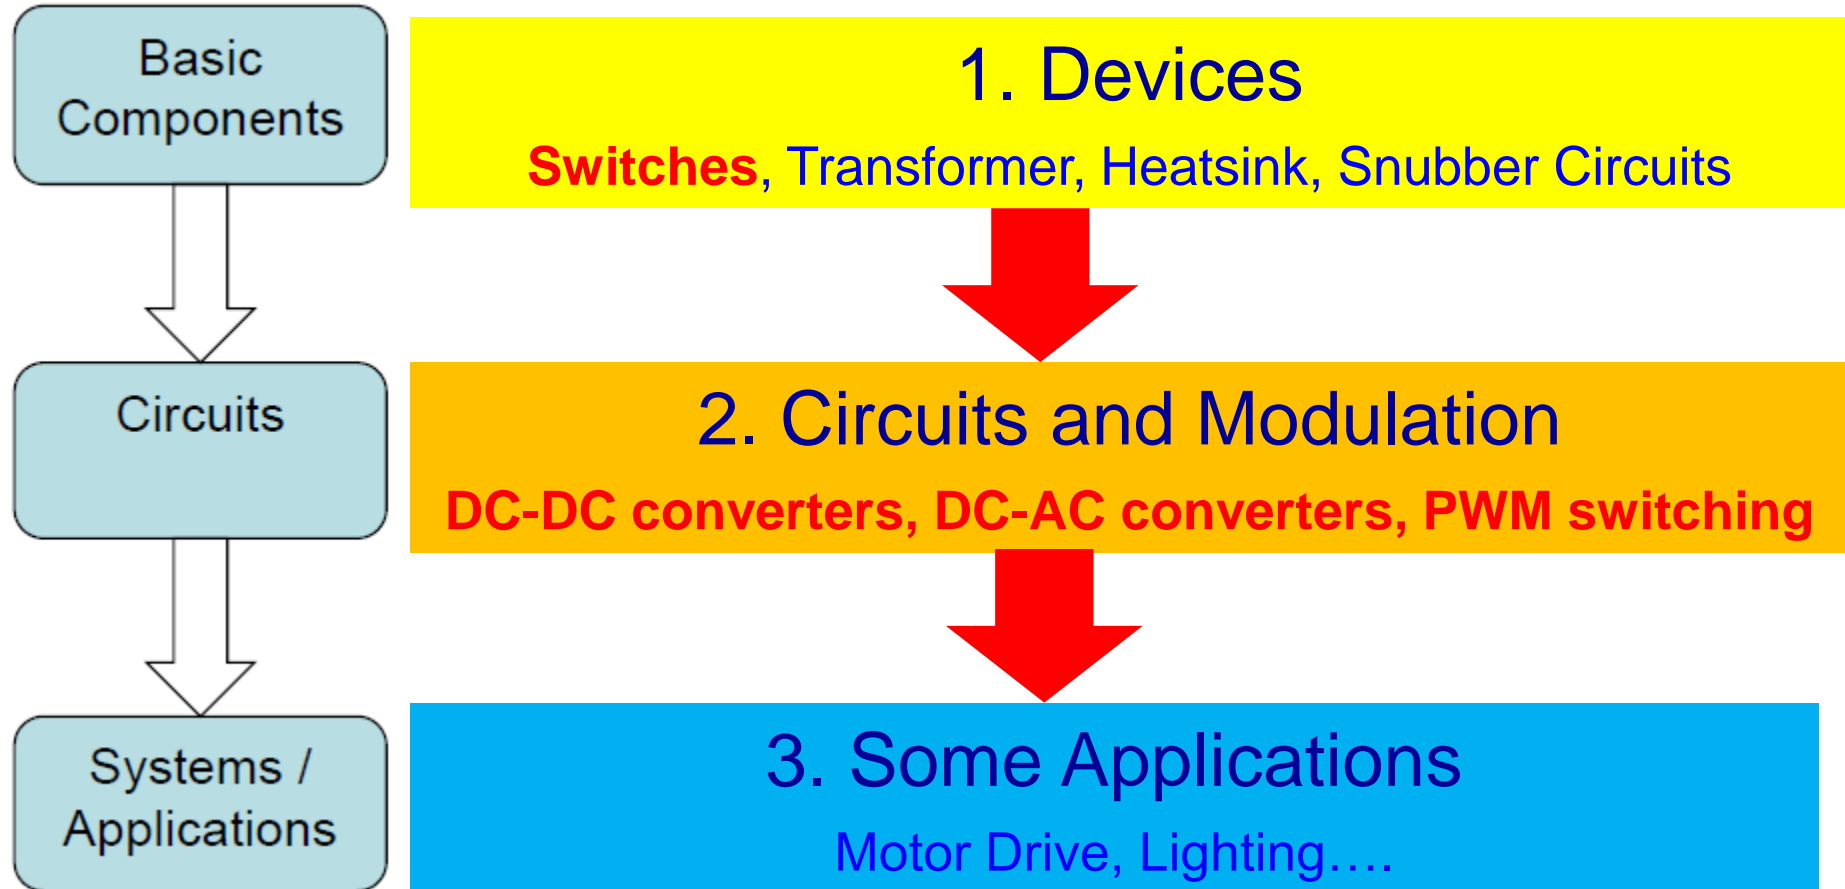 Basic
Components
1. Devices
Switches, Transformer, Heatsink, Snubber Circuits
Circuits
2. Circuits and Modulation
DC-DC converters, DC-AC converters, PWM switching
Systems /
Applications
3. Some Applications
Motor Drive, Lighting….